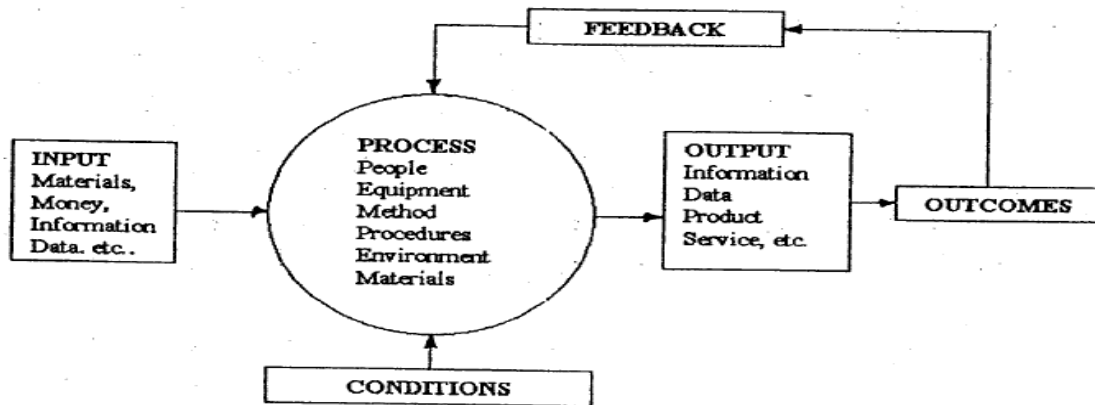 FEEDBACK
INPUT
Materials,
Money,
Information
Data. etc..
PROCESS
People
Equipment
Method
Procedures
Environment
Materials
OUTPUT
Information
Data
Product
Service, etc.
OUTCOMES
CONDITIONS